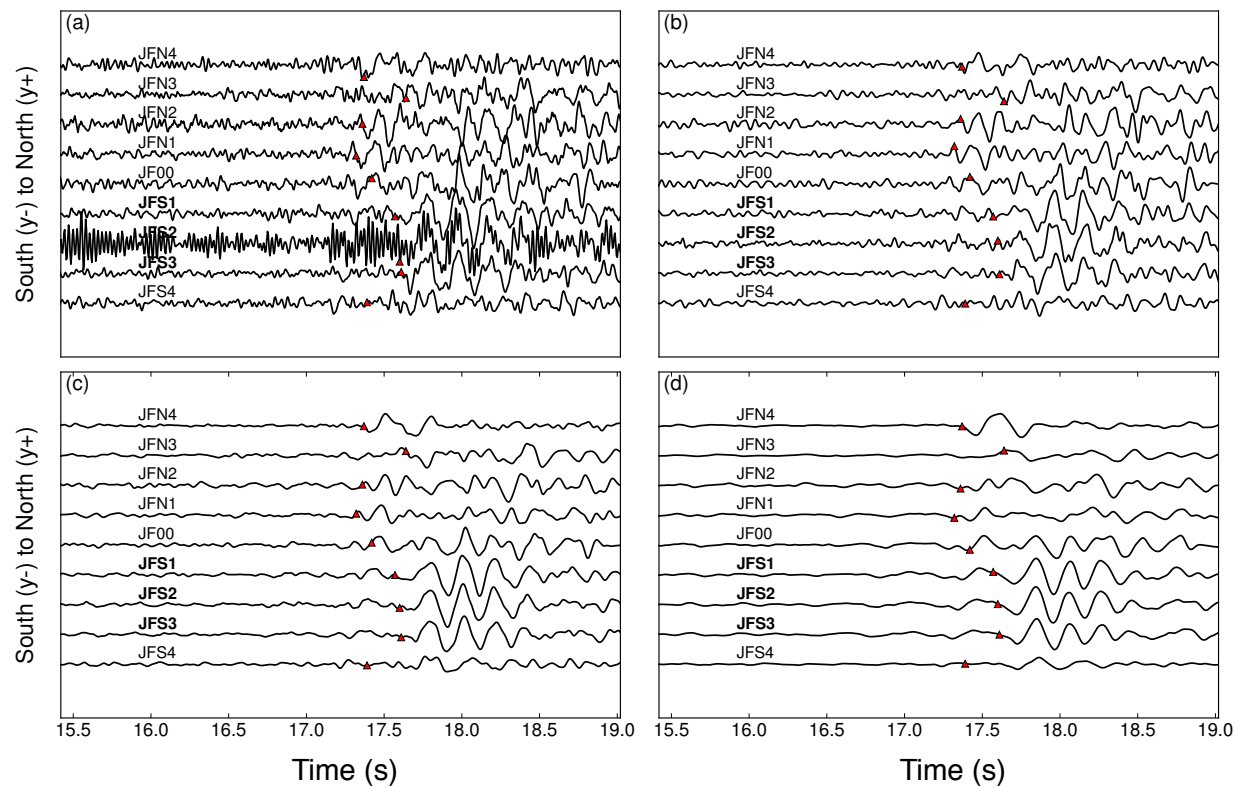 (a)
JFN4
JFN3
JFN2
JFN1
JF00
JFS1
JFS2
JFS3
JFS4
South (y-) to North (y+)
(b)
JFN4
JFN3
JFN2
JFN1
JF00
JFS1
JFS2
JFS3
JFS4
(c)
JFN4
JFN3
JFN2
JFN1
JF00
JFS1
JFS2
JFS3
JFS4
South (y-) to North (y+)
15.5 16.0 16.5 17.0 17.5 18.0 18.5 19.0
Time (s)
(d)
JFN4
JFN3
JFN2
JFN1
JF00
JFS1
JFS2
JFS3
JFS4
15.5 16.0 16.5 17.0 17.5 18.0 18.5 19.0
Time (s)